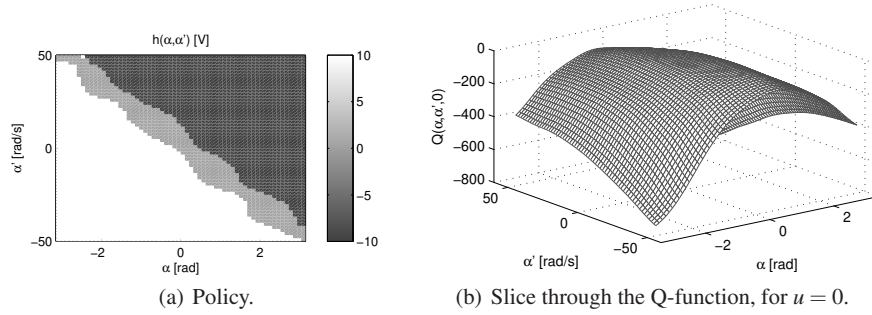 h(α,α') [V]
50
0
−50
α' [rad/s]
−2
0
2
α [rad]
10
5
0
−5
−10
(a) Policy.
0
−200
−400
−600
−800
Q(α,α',0)
50
0
−50
α' [rad/s]
−2
0
2
α [rad]
(b) Slice through the Q-function, for u = 0.